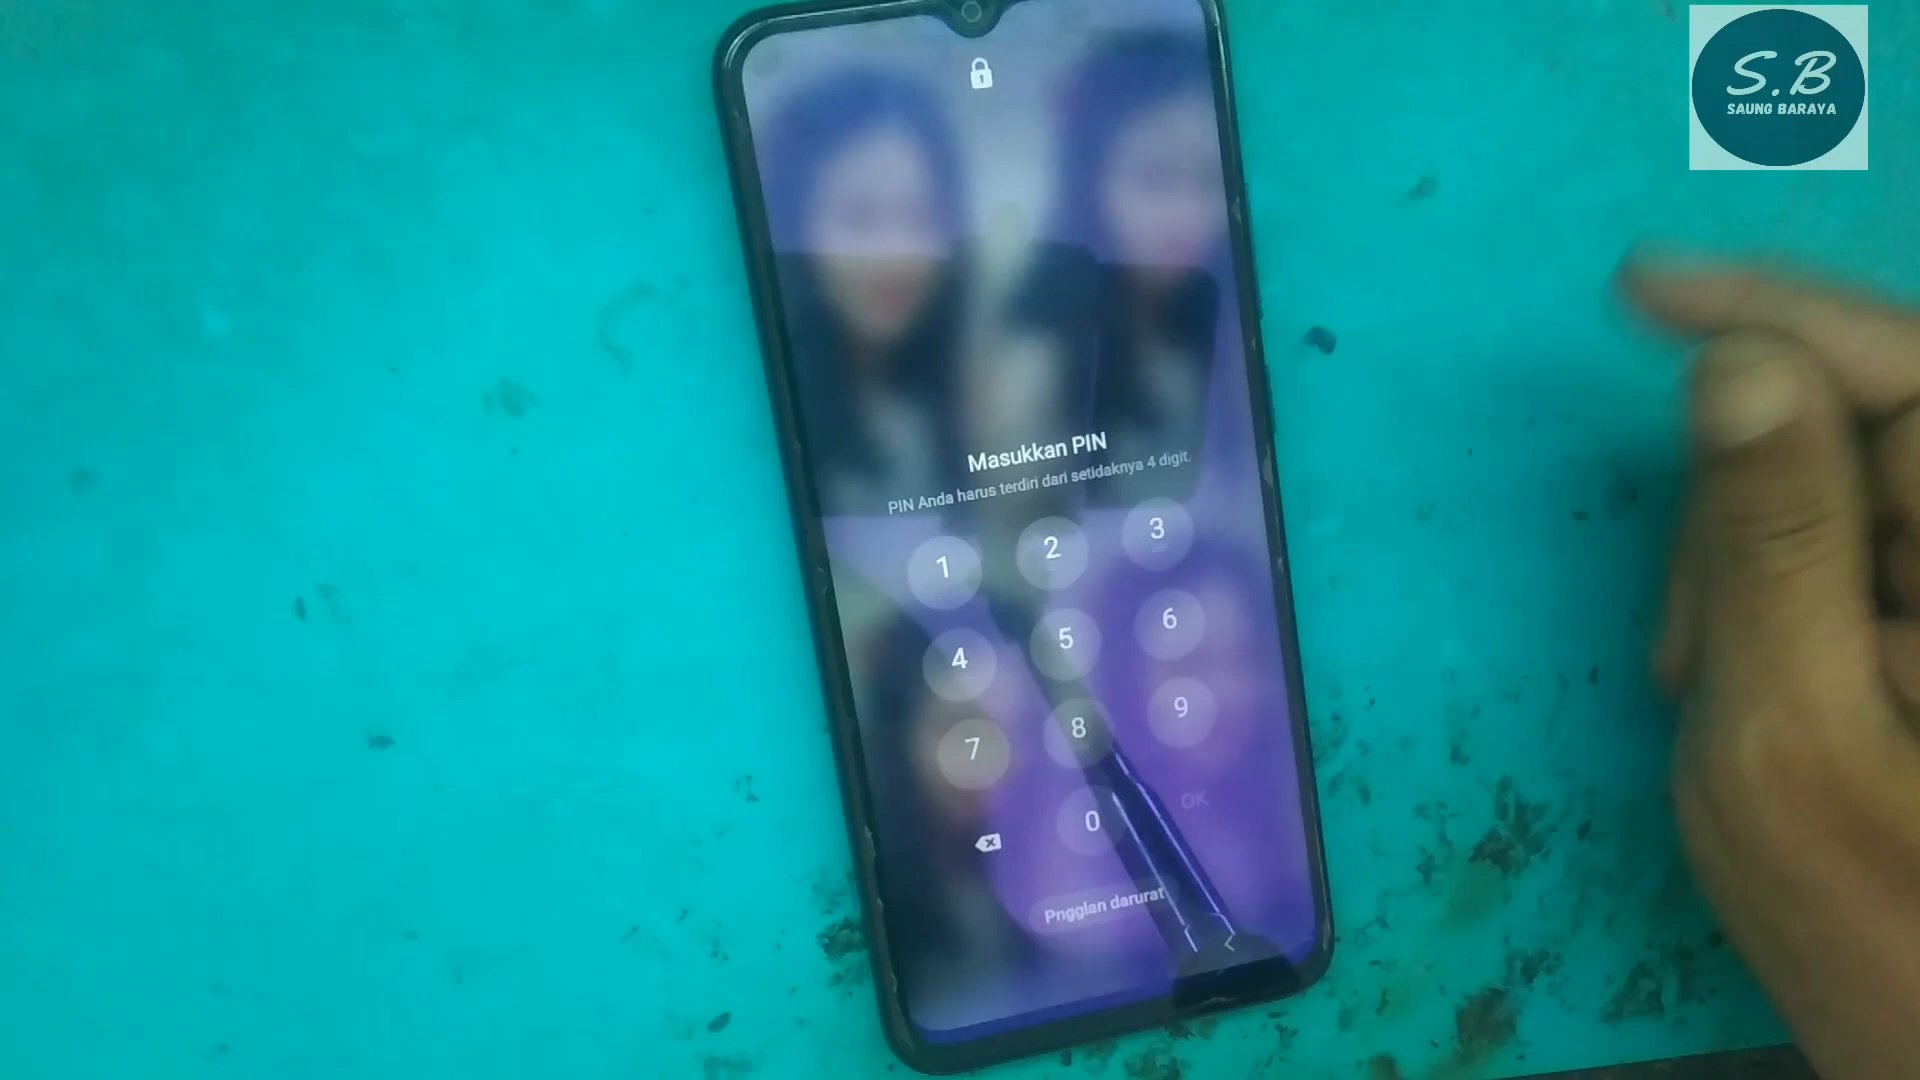 S.B
SAUNG BARAYA
Masukkan PIN
PIN Anda harus terdiri dari setidaknya 4 digit.
1 2 3
4 5 6
7 8 9
0 OK
Pngglan darurat